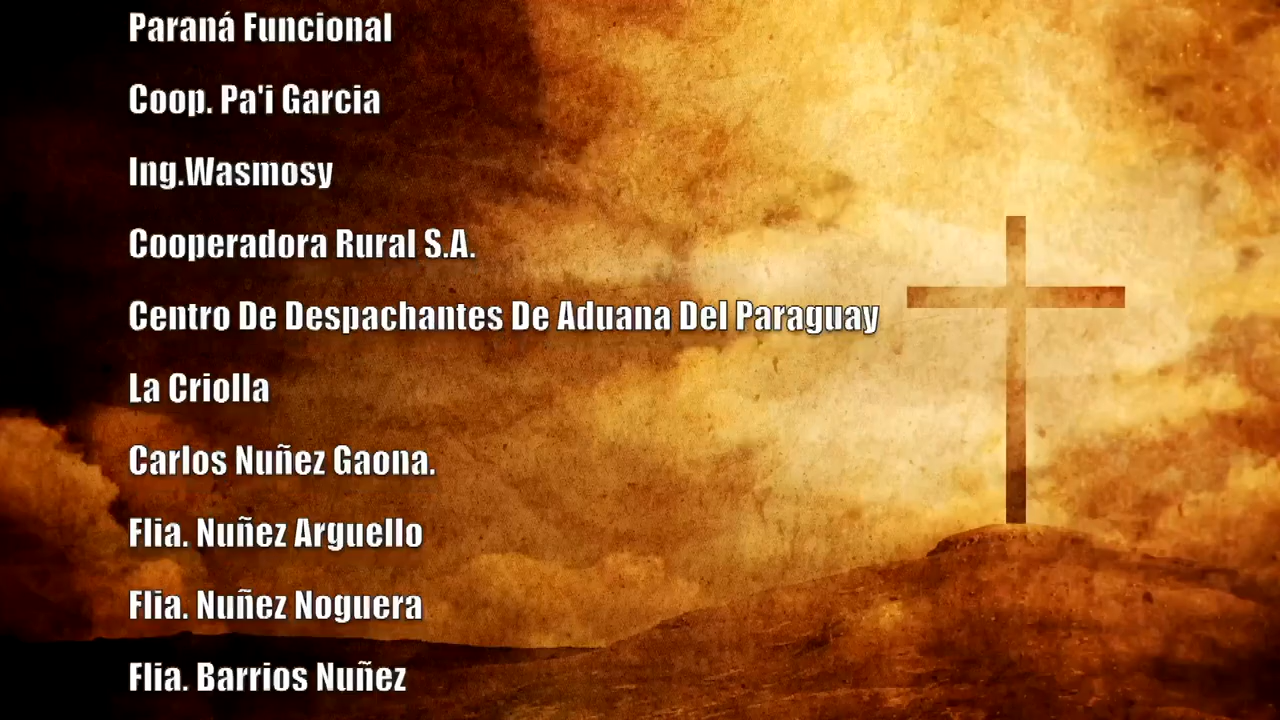 Paraná Funcional
Coop. Pa'i Garcia
Ing.Wasmosy
Cooperadora Rural S.A.
Centro De Despachantes De Aduana Del Paraguay
La Criolla
Carlos Nuñez Gaona.
Flia. Nuñez Arguello
Flia. Nuñez Noguera
Flia. Barrios Nuñez